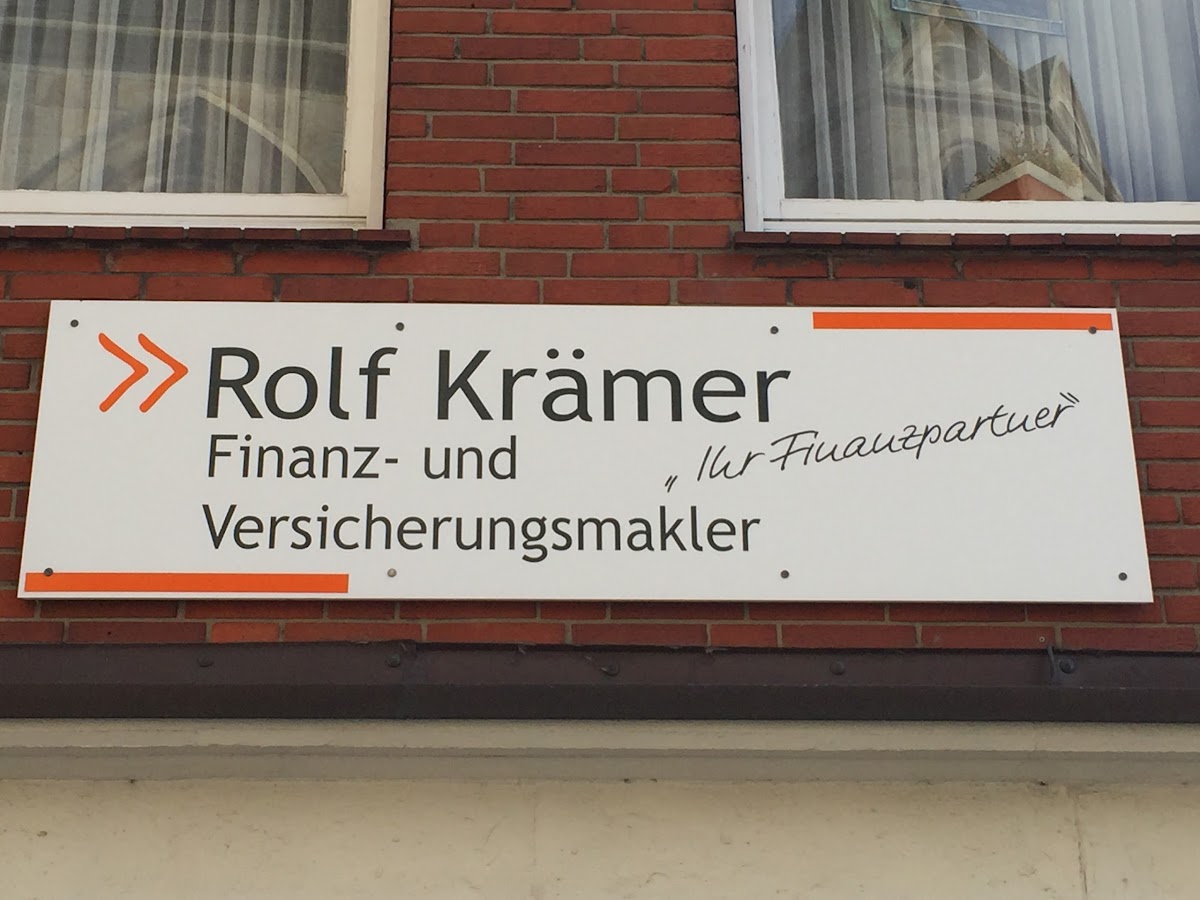 Rolf Krämer
Finanz- und
Versicherungsmakler
„Ihr Finanzpartner“